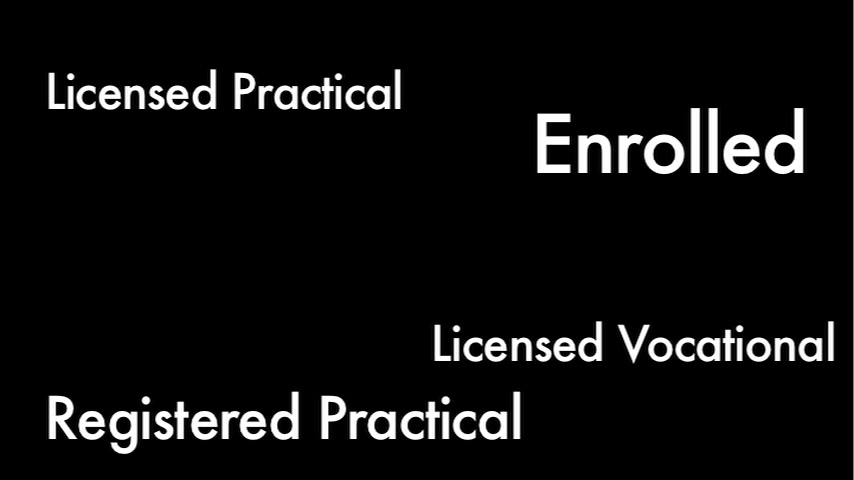 Licensed Practical
Enrolled
Licensed Vocational
Registered Practical